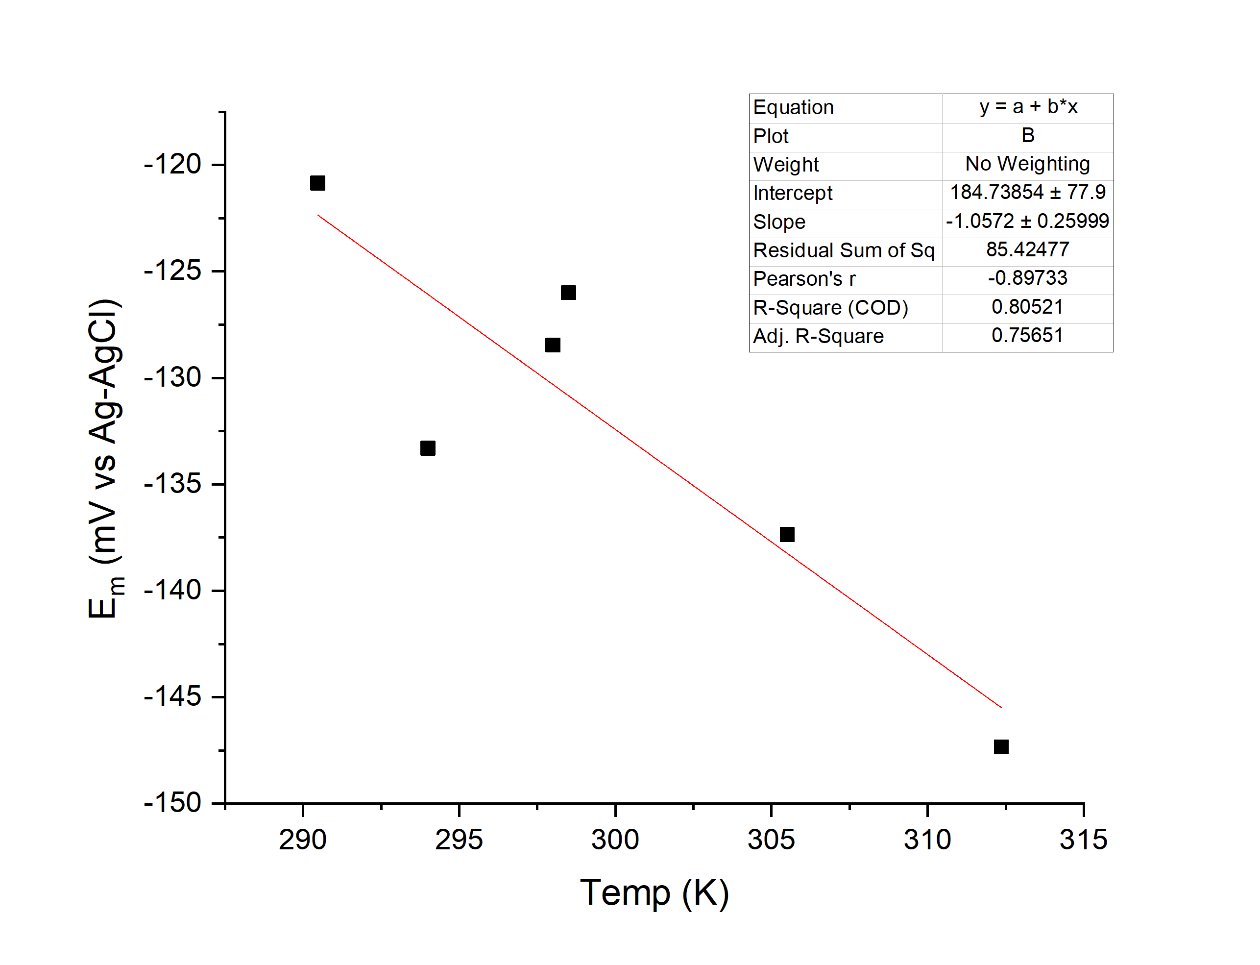 Equation y = a + b*x
Plot B
Weight No Weighting
Intercept 184.73854 ± 77.9
Slope -1.0572 ± 0.25999
Residual Sum of Sq 85.42477
Pearson's r -0.89733
R-Square (COD) 0.80521
Adj. R-Square 0.75651
-120
-125
-130
-135
-140
-145
-150
Em (mV vs Ag-AgCl)
290 295 300 305 310 315
Temp (K)